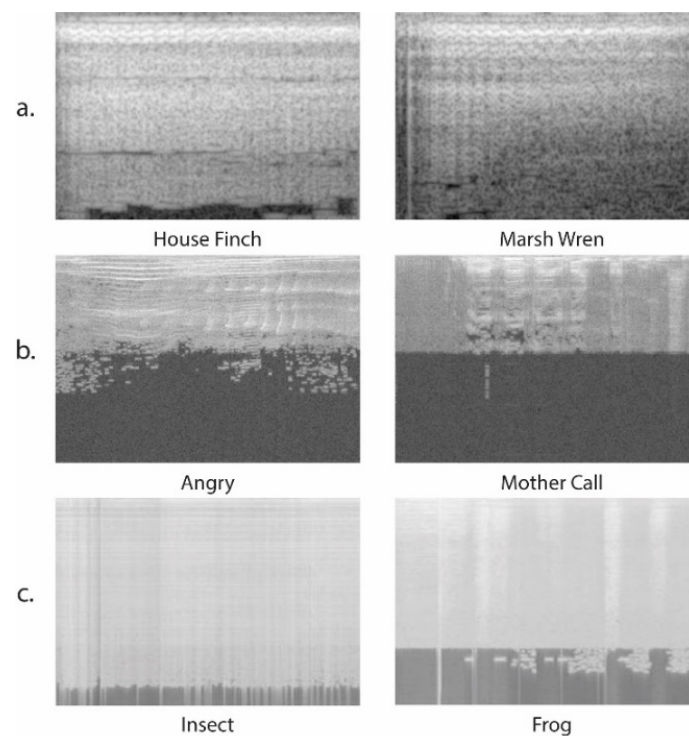 a.
House Finch
Marsh Wren
b.
Angry
Mother Call
c.
Insect
Frog